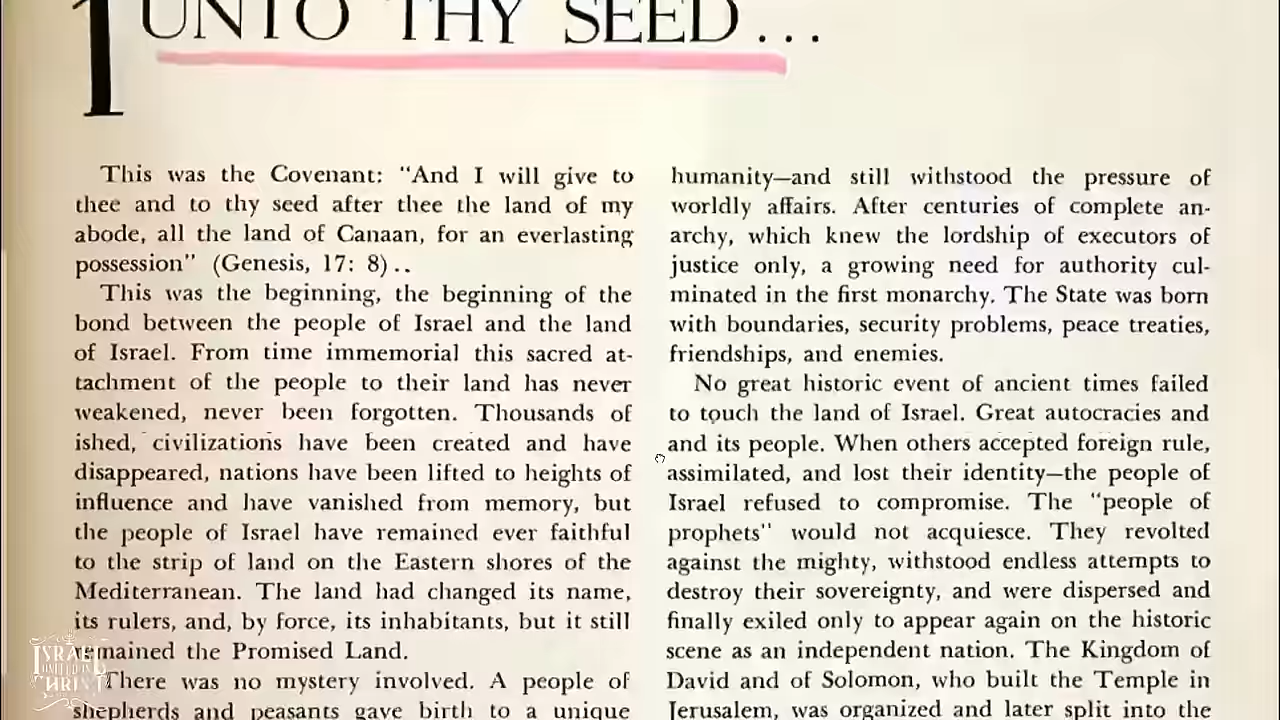 1 UNTO THY SEED...
This was the Covenant: "And I will give to
thee and to thy seed after thee the land of my
abode, all the land of Canaan, for an everlasting
possession" (Genesis, 17: 8)..
This was the beginning, the beginning of the
bond between the people of Israel and the land
of Israel. From time immemorial this sacred at-
tachment of the people to their land has never
weakened, never been forgotten. Thousands of
ished, civilizations have been created and have
disappeared, nations have been lifted to heights of
influence and have vanished from memory, but
the people of Israel have remained ever faithful
to the strip of land on the Eastern shores of the
Mediterranean. The land had changed its name,
its rulers, and, by force, its inhabitants, but it still
remained the Promised Land.
There was no mystery involved. A people of
shepherds and peasants gave birth to a unique
humanity—and still withstood the pressure of
worldly affairs. After centuries of complete an-
archy, which knew the lordship of executors of
justice only, a growing need for authority cul-
minated in the first monarchy. The State was born
with boundaries, security problems, peace treaties,
friendships, and enemies.
No great historic event of ancient times failed
to touch the land of Israel. Great autocracies and
and its people. When others accepted foreign rule,
assimilated, and lost their identity—the people of
Israel refused to compromise. The "people of
prophets" would not acquiesce. They revolted
against the mighty, withstood endless attempts to
destroy their sovereignty, and were dispersed and
finally exiled only to appear again on the historic
scene as an independent nation. The Kingdom of
David and of Solomon, who built the Temple in
Jerusalem, was organized and later split into the
ISRAEL
UNITED IN
CHRIST